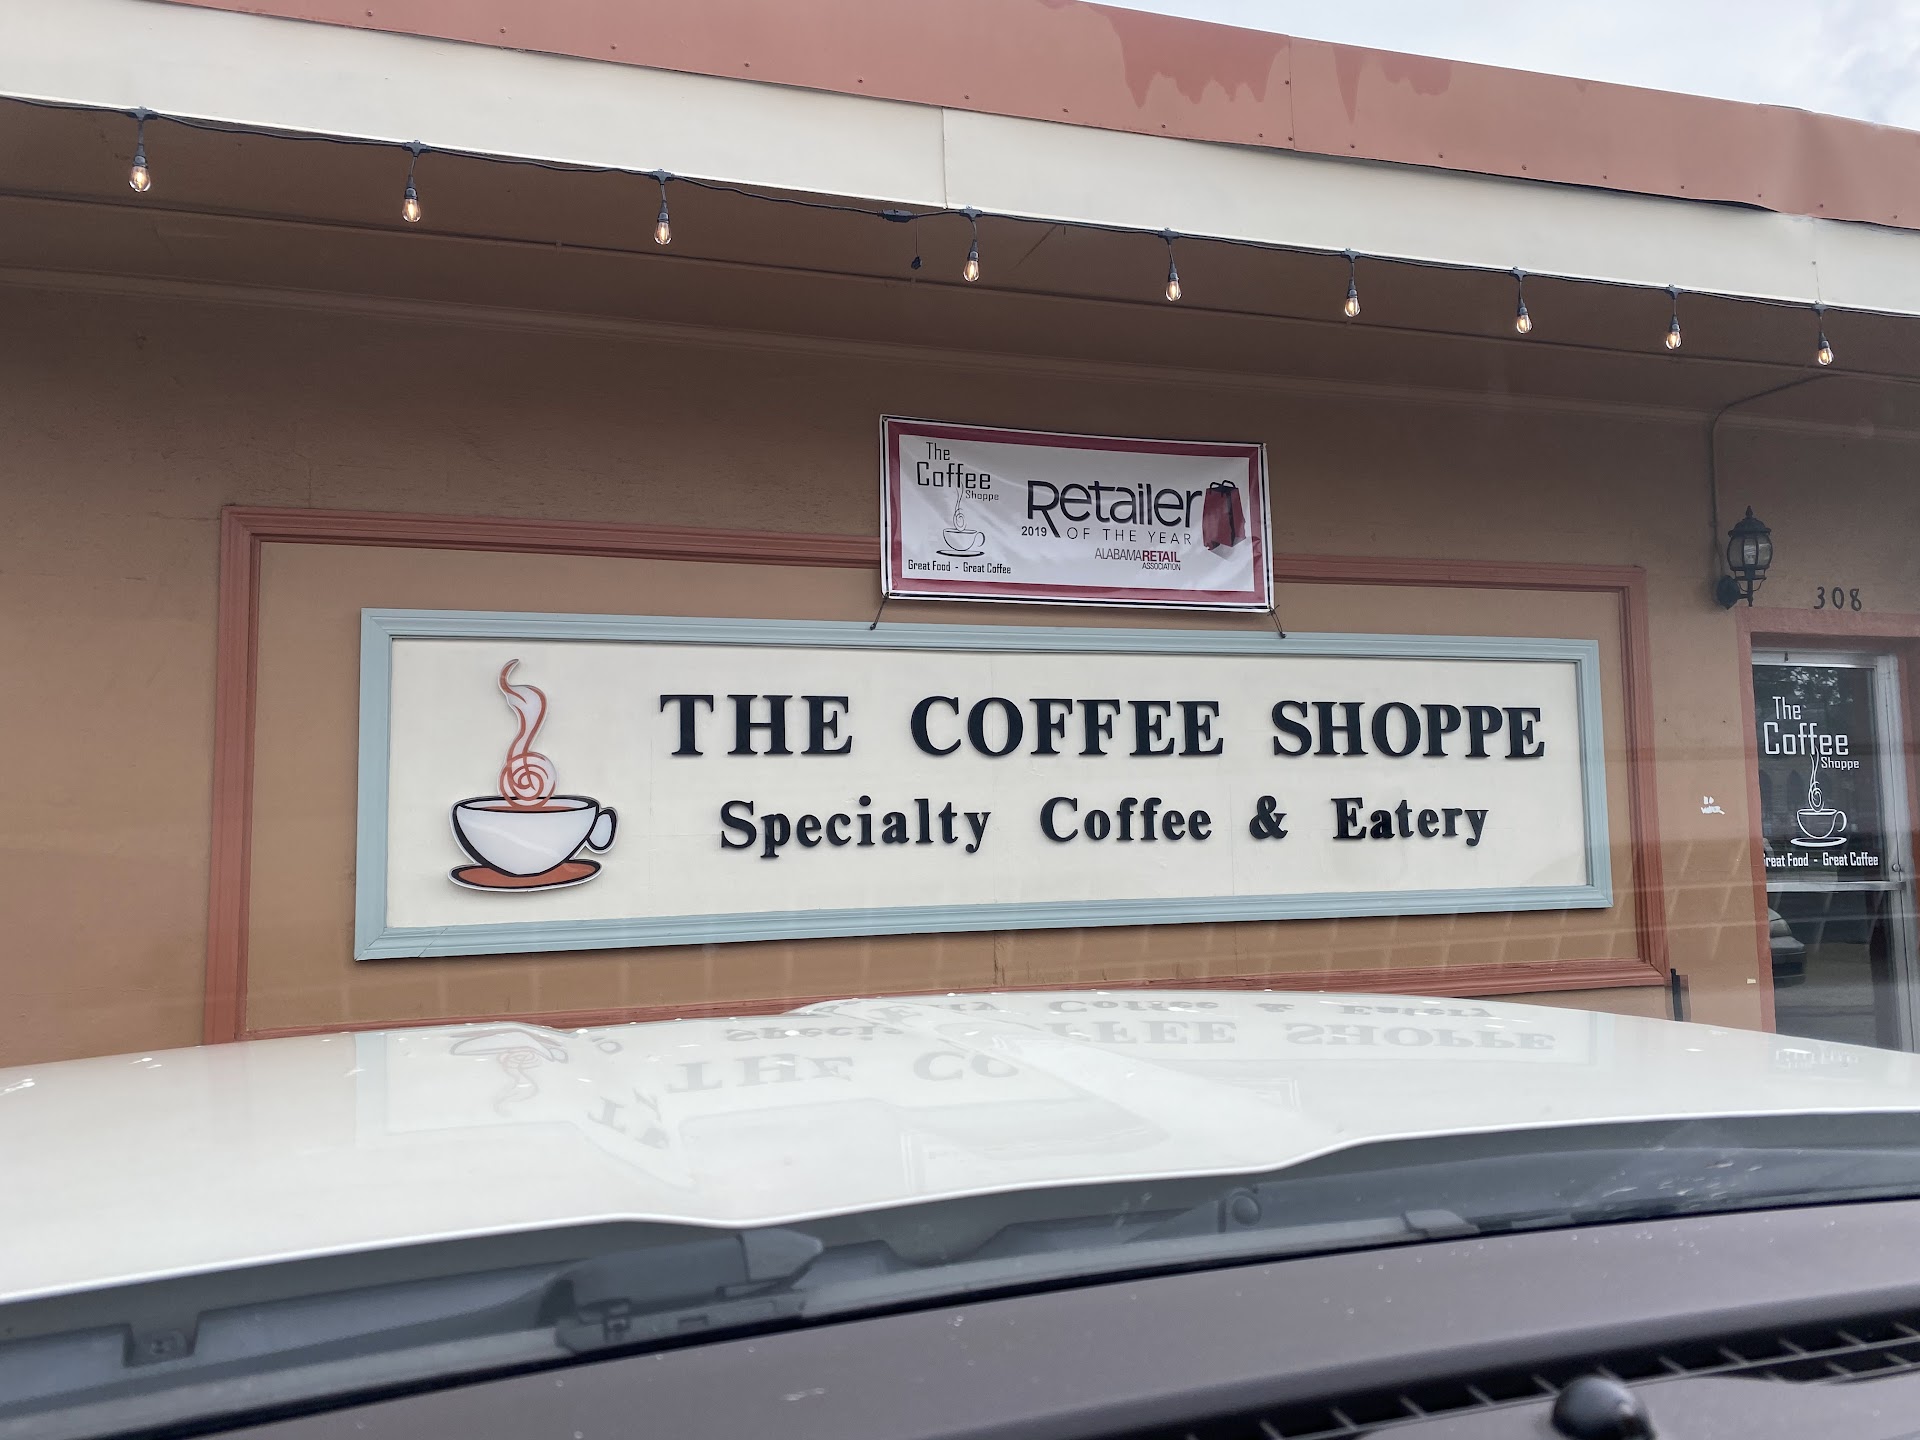 The
Coffee
Shoppe
Great Food - Great Coffee
Retailer
2019 OF THE YEAR
ALABAMA RETAIL
ASSOCIATION
308
THE COFFEE SHOPPE
Specialty Coffee & Eatery
The
Coffee
Shoppe
reat Food - Great Coffee